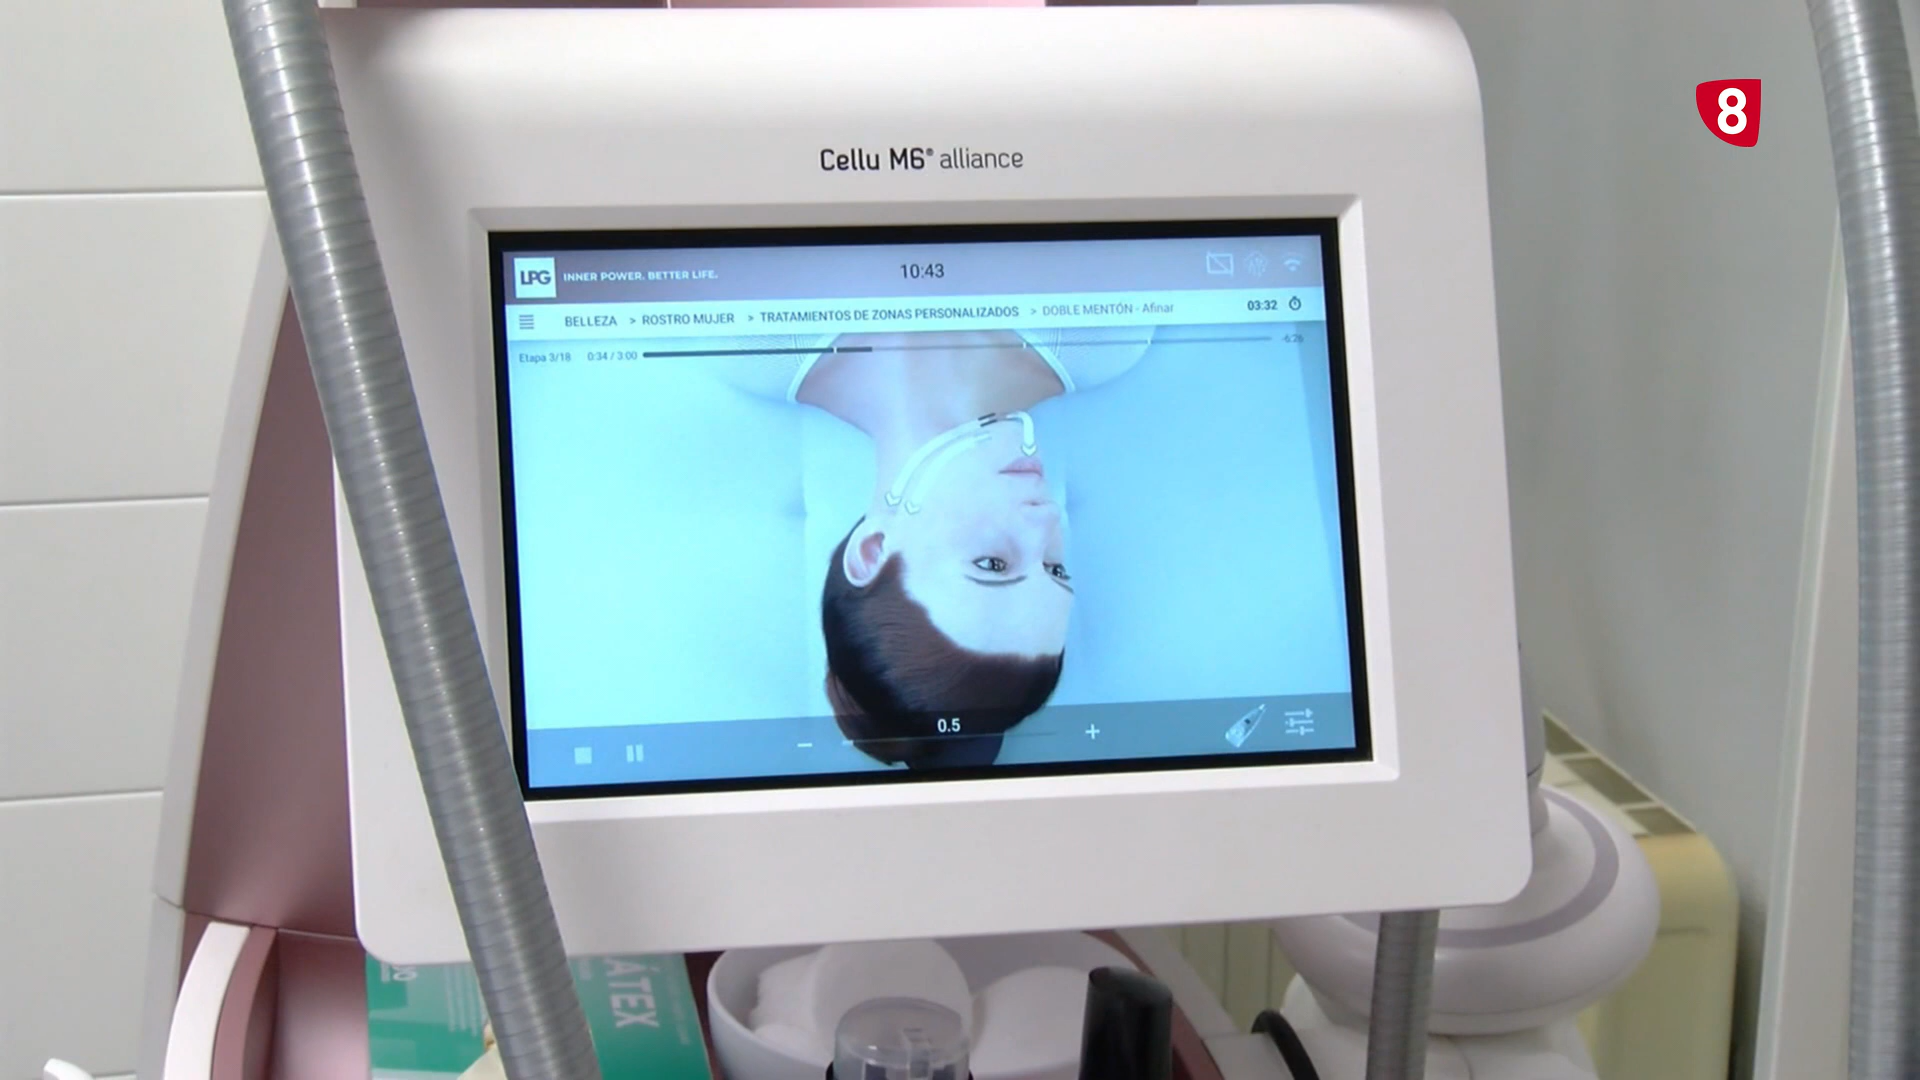 8
Cellu M6® alliance
LPG INNER POWER. BETTER LIFE. 10:43
BELLEZA > ROSTRO MUJER > TRATAMIENTOS DE ZONAS PERSONALIZADOS > DOBLE MENTÓN - Afinar 03:32
Etapa 3/18 0:34 / 3:00 -6:26
− 0.5 +
ÁTEX